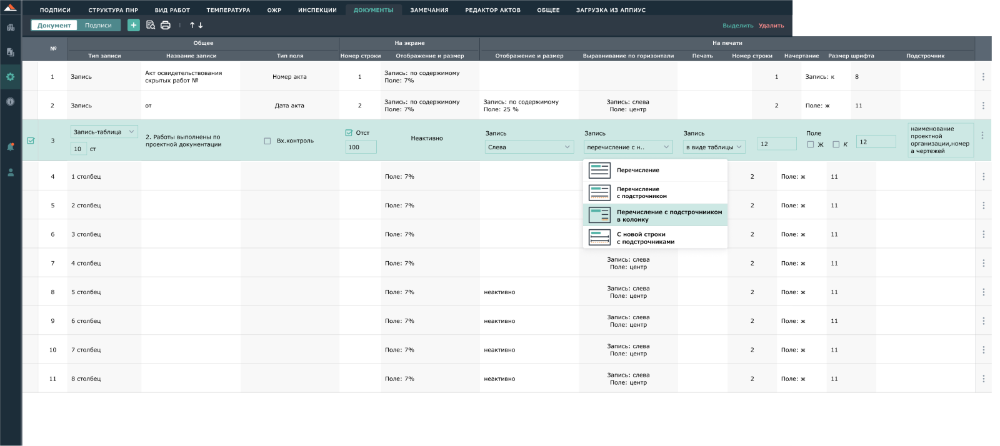 ПОДПИСИ СТРУКТУРА ПНР ВИД РАБОТ ТЕМПЕРАТУРА ОЖР ИНСПЕКЦИИ ДОКУМЕНТЫ ЗАМЕЧАНИЯ РЕДАКТОР АКТОВ ОБЩЕЕ ЗАГРУЗКА ИЗ АППИУС
Документ Подписи + Выделить Удалить
№ Общее На экране На печати
Тип записи Название записи Тип поля Номер строки Отображение и размер Отображение и размер Выравнивание по горизонтали Печать Номер строки Начертание Размер шрифта Подстрочник
1 Запись Акт освидетельствования Номер акта 1 Запись: по содержимому 1 Запись: к 8
скрытых работ № Поле: 7%
2 Запись от Дата акта 2 Запись: по содержимому Запись: по содержимому Запись: слева 2 Поле: ж 11
Поле: 7% Поле: 25 % Поле: центр
3 Запись-таблица 2. Работы выполнены по Вх.контроль Отст Неактивно Запись Запись Запись 12 Поле 12 наименование
10 ст проектной документации 100 Слева перечисление с н.. в виде таблицы Ж К проектной
организации,номер
а чертежей
Перечисление
Перечисление
с подстрочником
Перечисление с подстрочнииком
в колонку
С новой строки
с подстрочниками
4 1 столбец Поле: 7% 2 Поле: ж 11
5 2 столбец Поле: 7% 2 Поле: ж 11
6 3 столбец Поле: 7% 2 Поле: ж 11
7 4 столбец Поле: 7% Запись: слева 2 Поле: ж 11
Поле: центр
8 5 столбец Поле: 7% неактивно Запись: слева 2 Поле: ж 11
Поле: центр
9 6 столбец Поле: 7% неактивно Запись: слева 2 Поле: ж 11
Поле: центр
10 7 столбец Поле: 7% неактивно Запись: слева 2 Поле: ж 11
Поле: центр
11 8 столбец Поле: 7% неактивно Запись: слева 2 Поле: ж 11
Поле: центр